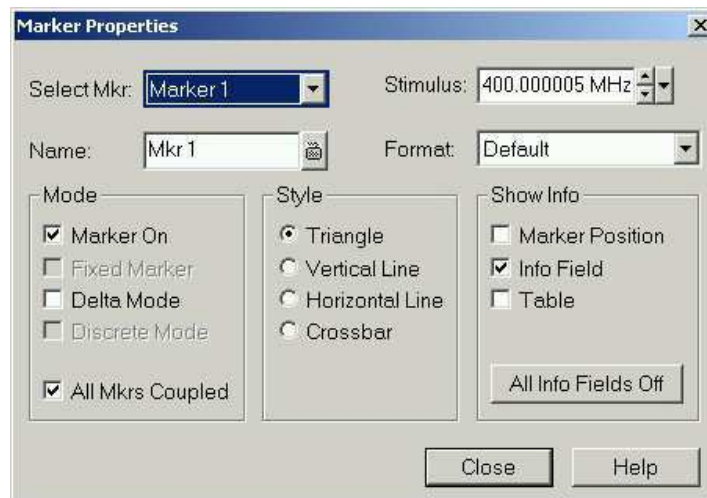 Marker Properties
Select Mkr: Marker 1 Stimulus: 400.000005 MHz
Name: Mkr 1 Format: Default
Mode Style Show Info
Marker On Triangle Marker Position
Fixed Marker Vertical Line Info Field
Delta Mode Horizontal Line Table
Discrete Mode Crossbar
All Mkrs Coupled All Info Fields Off
Close Help